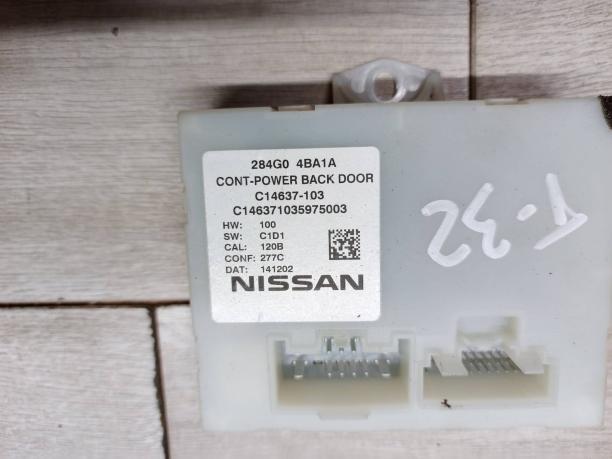 284G0 4BA1A
CONT-POWER BACK DOOR
C14637-103
C146371035975003
HW: 100
SW: C1D1
CAL: 120B
CONF: 277C
DAT: 141202
NISSAN
T-32